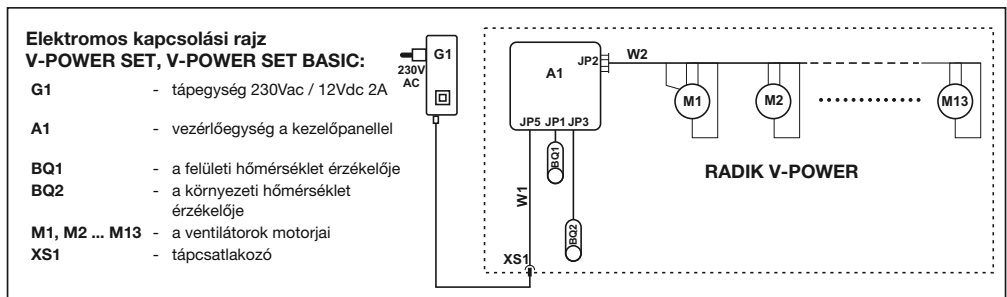 Elektromos kapcsolási rajz
V-POWER SET, V-POWER SET BASIC:
G1 - tápegység 230Vac / 12Vdc 2A
A1 - vezérlőegység a kezelőpanellel
BQ1 - a felületi hőmérséklet érzékelője
BQ2 - a környezeti hőmérséklet
érzékelője
M1, M2 ... M13 - a ventilátorok motorjai
XS1 - tápcsatlakozó
230V
AC
G1
A1
JP2
W2
JP5 JP1 JP3
BQ1
BQ2
W1
XS1
M1
M2
M13
RADIK V-POWER